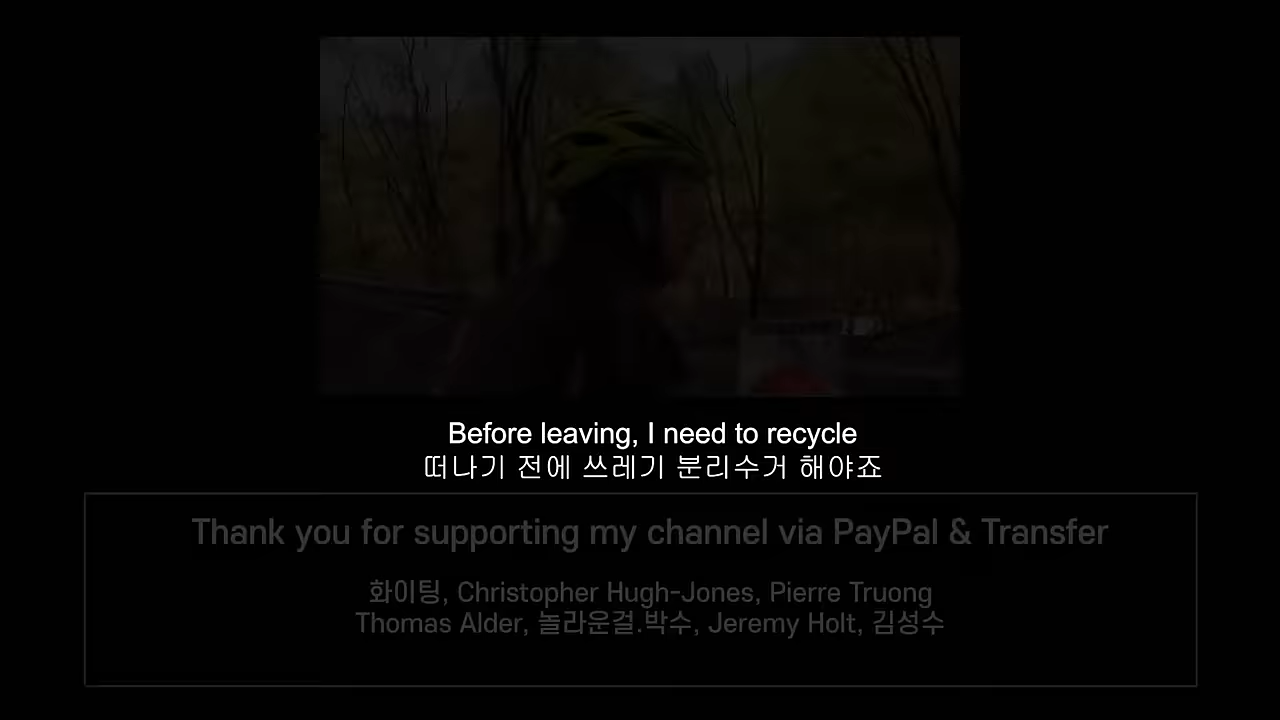 Before leaving, I need to recycle
떠나기 전에 쓰레기 분리수거 해야죠
Thank you for supporting my channel via PayPal & Transfer
화이팅, Christopher Hugh-Jones, Pierre Truong
Thomas Alder, 놀라운걸.박수, Jeremy Holt, 김성수